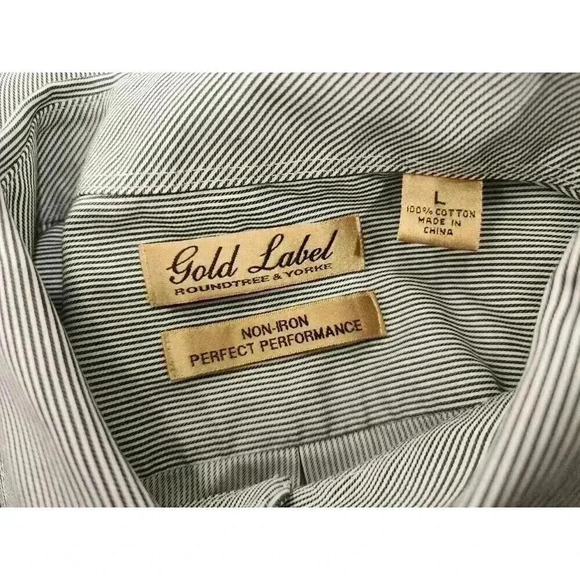 Gold Label
ROUNDTREE & YORKE
NON-IRON
PERFECT PERFORMANCE
L
100% COTTON
MADE IN
CHINA